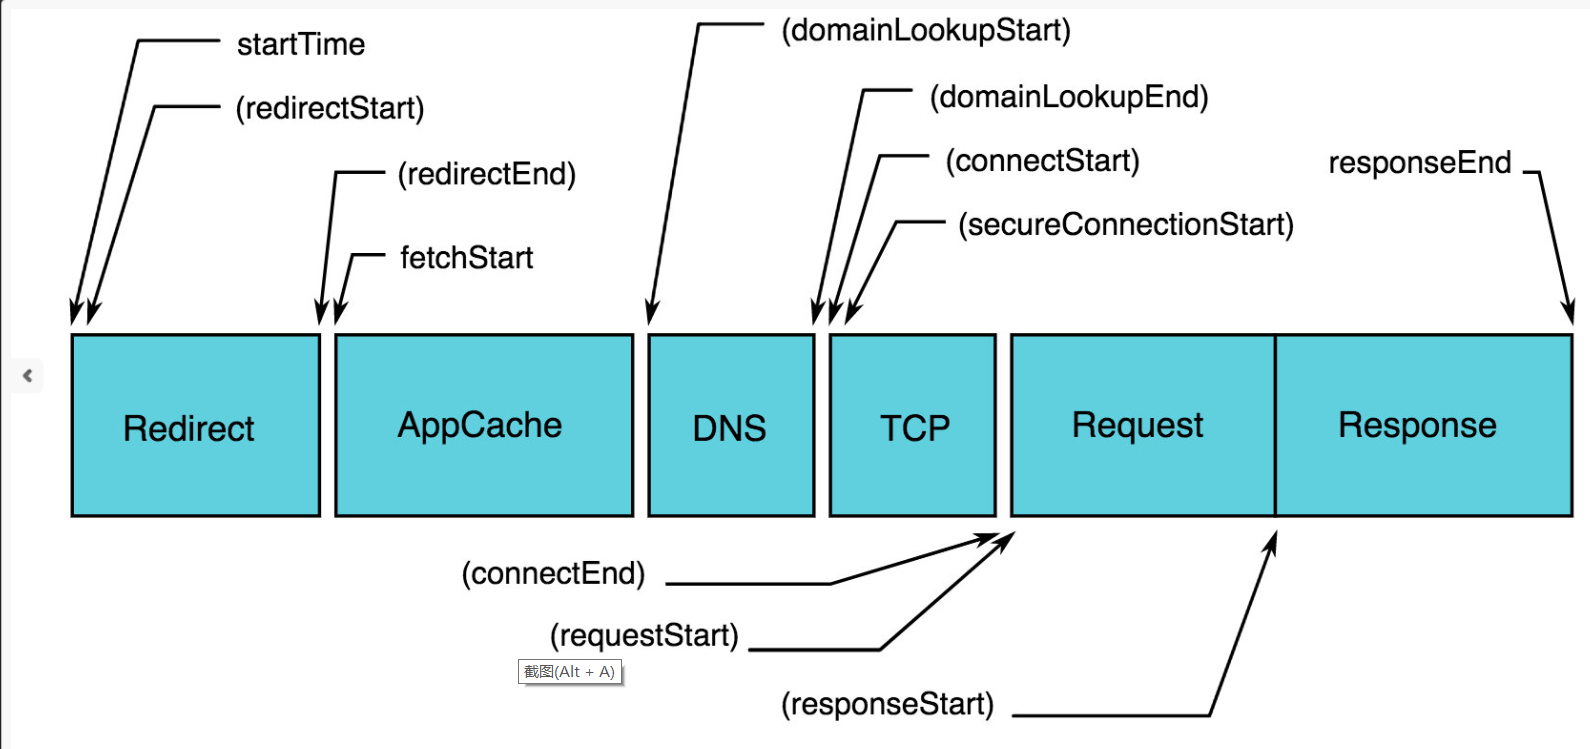 startTime
(domainLookupStart)
(redirectStart)
(domainLookupEnd)
(redirectEnd)
(connectStart)
responseEnd
fetchStart
(secureConnectionStart)
Redirect
AppCache
DNS
TCP
Request
Response
(connectEnd)
(requestStart)
截图(Alt + A)
(responseStart)